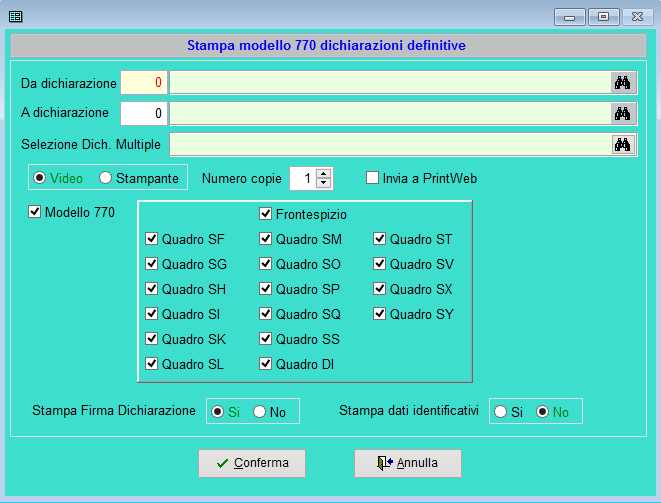 Stampa modello 770 dichiarazioni definitive
Da dichiarazione 0
A dichiarazione 0
Selezione Dich. Multiple
Video Stampante Numero copie 1 Invia a PrintWeb
Modello 770 Frontespizio
Quadro SF Quadro SM Quadro ST
Quadro SG Quadro SO Quadro SV
Quadro SH Quadro SP Quadro SX
Quadro SI Quadro SQ Quadro SY
Quadro SK Quadro SS
Quadro SL Quadro DI
Stampa Firma Dichiarazione Si No Stampa dati identificativi Si No
Conferma Annulla